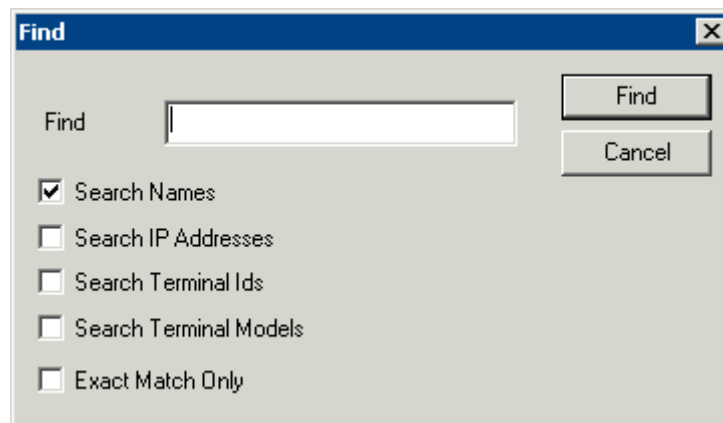 Find
Find
Find
Cancel
Search Names
Search IP Addresses
Search Terminal Ids
Search Terminal Models
Exact Match Only